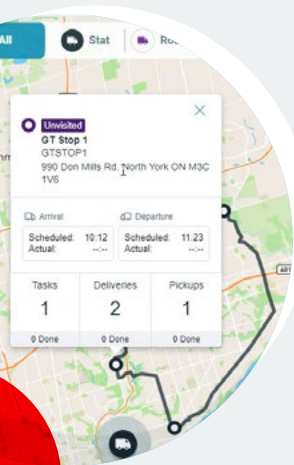 All Stat Ro
Unvisited
GT Stop 1
GTSTOP1
990 Don Mills Rd. North York ON M3C
1V6
Arrival Departure
Scheduled: 10:12 Scheduled: 11:23
Actual: --:-- Actual: --:--
Tasks Deliveries Pickups
1 2 1
0 Done 0 Done 0 Done
401